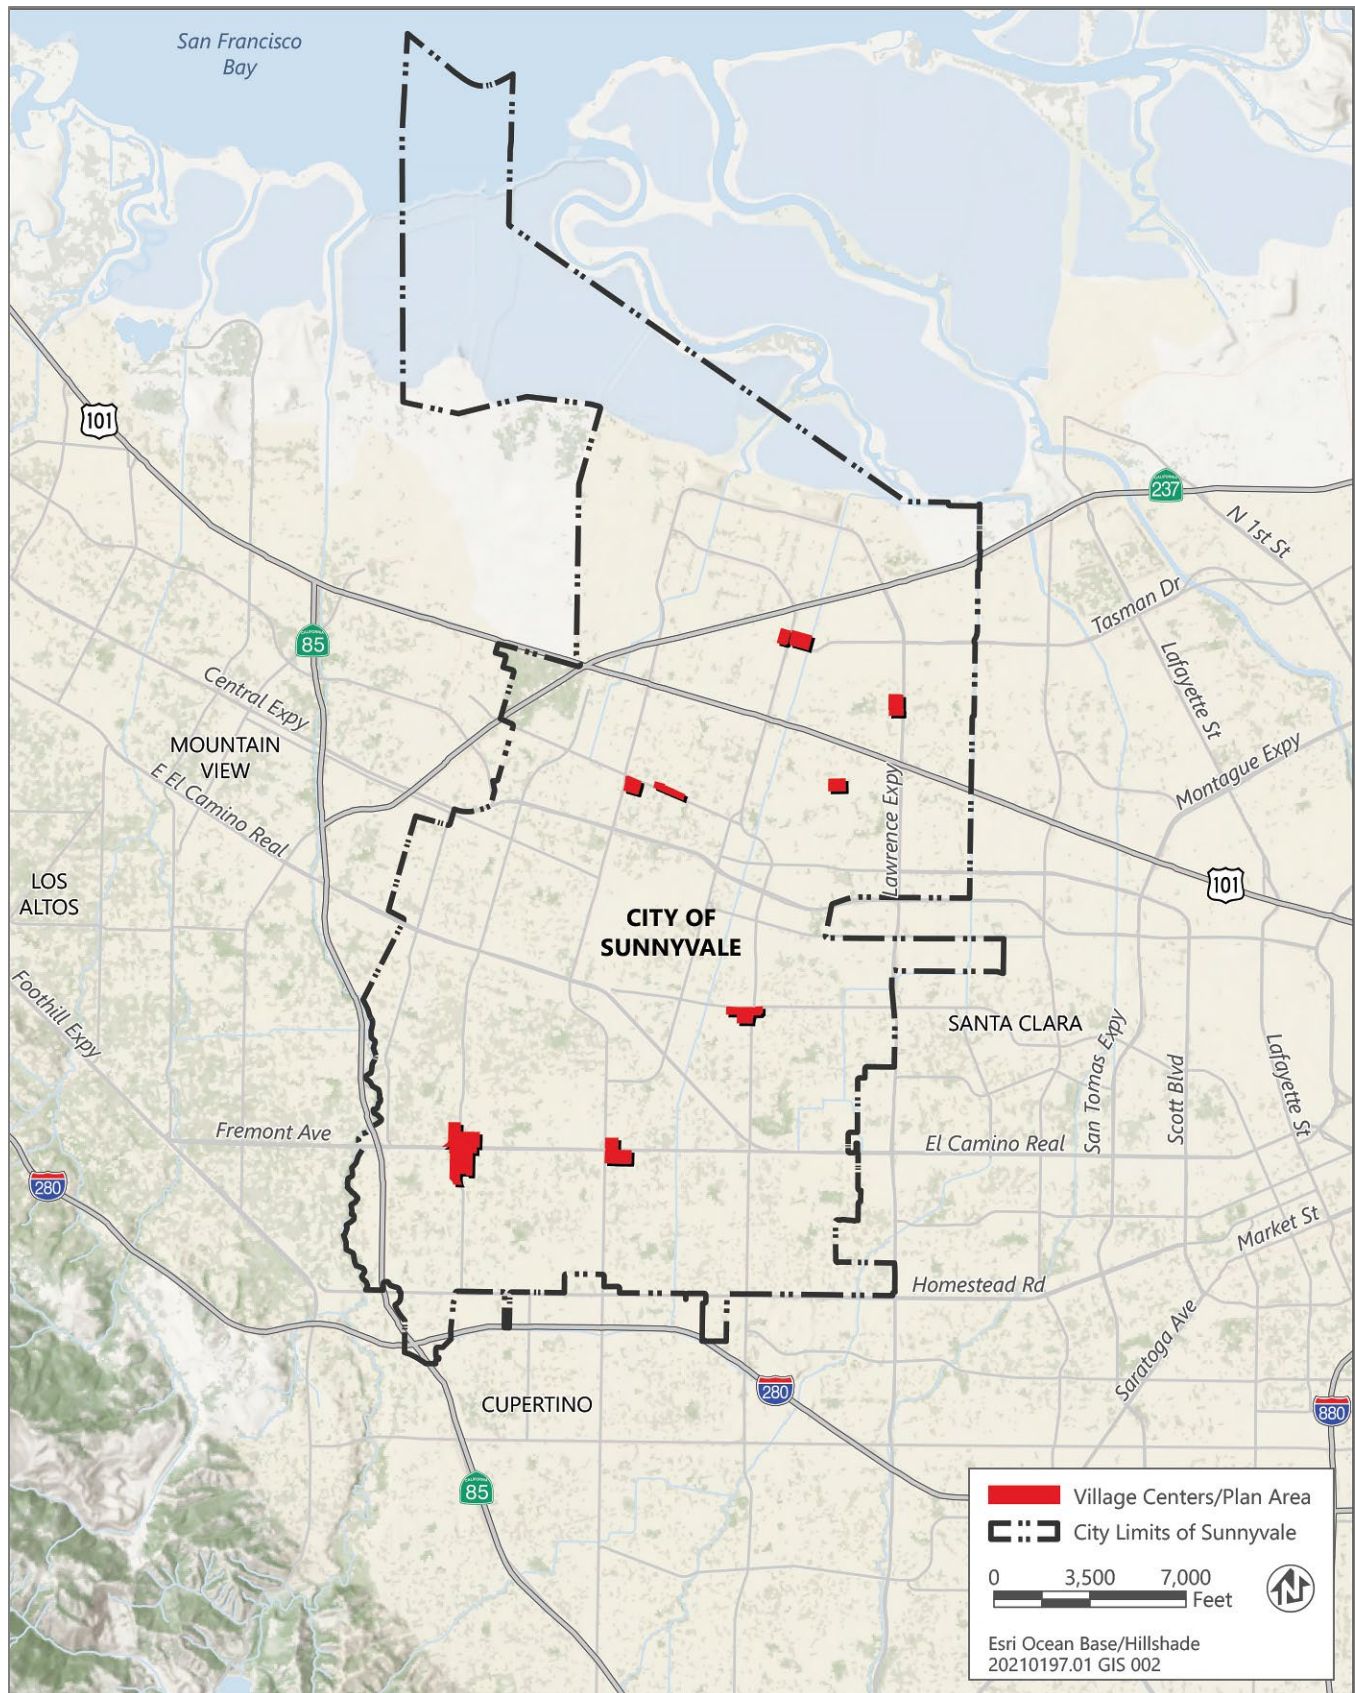 San Francisco
Bay
101
CALIFORNIA
237
N 1st St
Tasman Dr
CALIFORNIA
85
Lafayette St
Central Expy
MOUNTAIN
VIEW
Montague Expy
E El Camino Real
Lawrence Expy
LOS
ALTOS
101
CITY OF
SUNNYVALE
Foothill Expy
SANTA CLARA
San Tomas Expy
Scott Blvd
Lafayette St
Fremont Ave
El Camino Real
280
Market St
Homestead Rd
Saratoga Ave
280
CUPERTINO
880
CALIFORNIA
85
Village Centers/Plan Area
City Limits of Sunnyvale
0 3,500 7,000
Feet
N
Esri Ocean Base/Hillshade
20210197.01 GIS 002